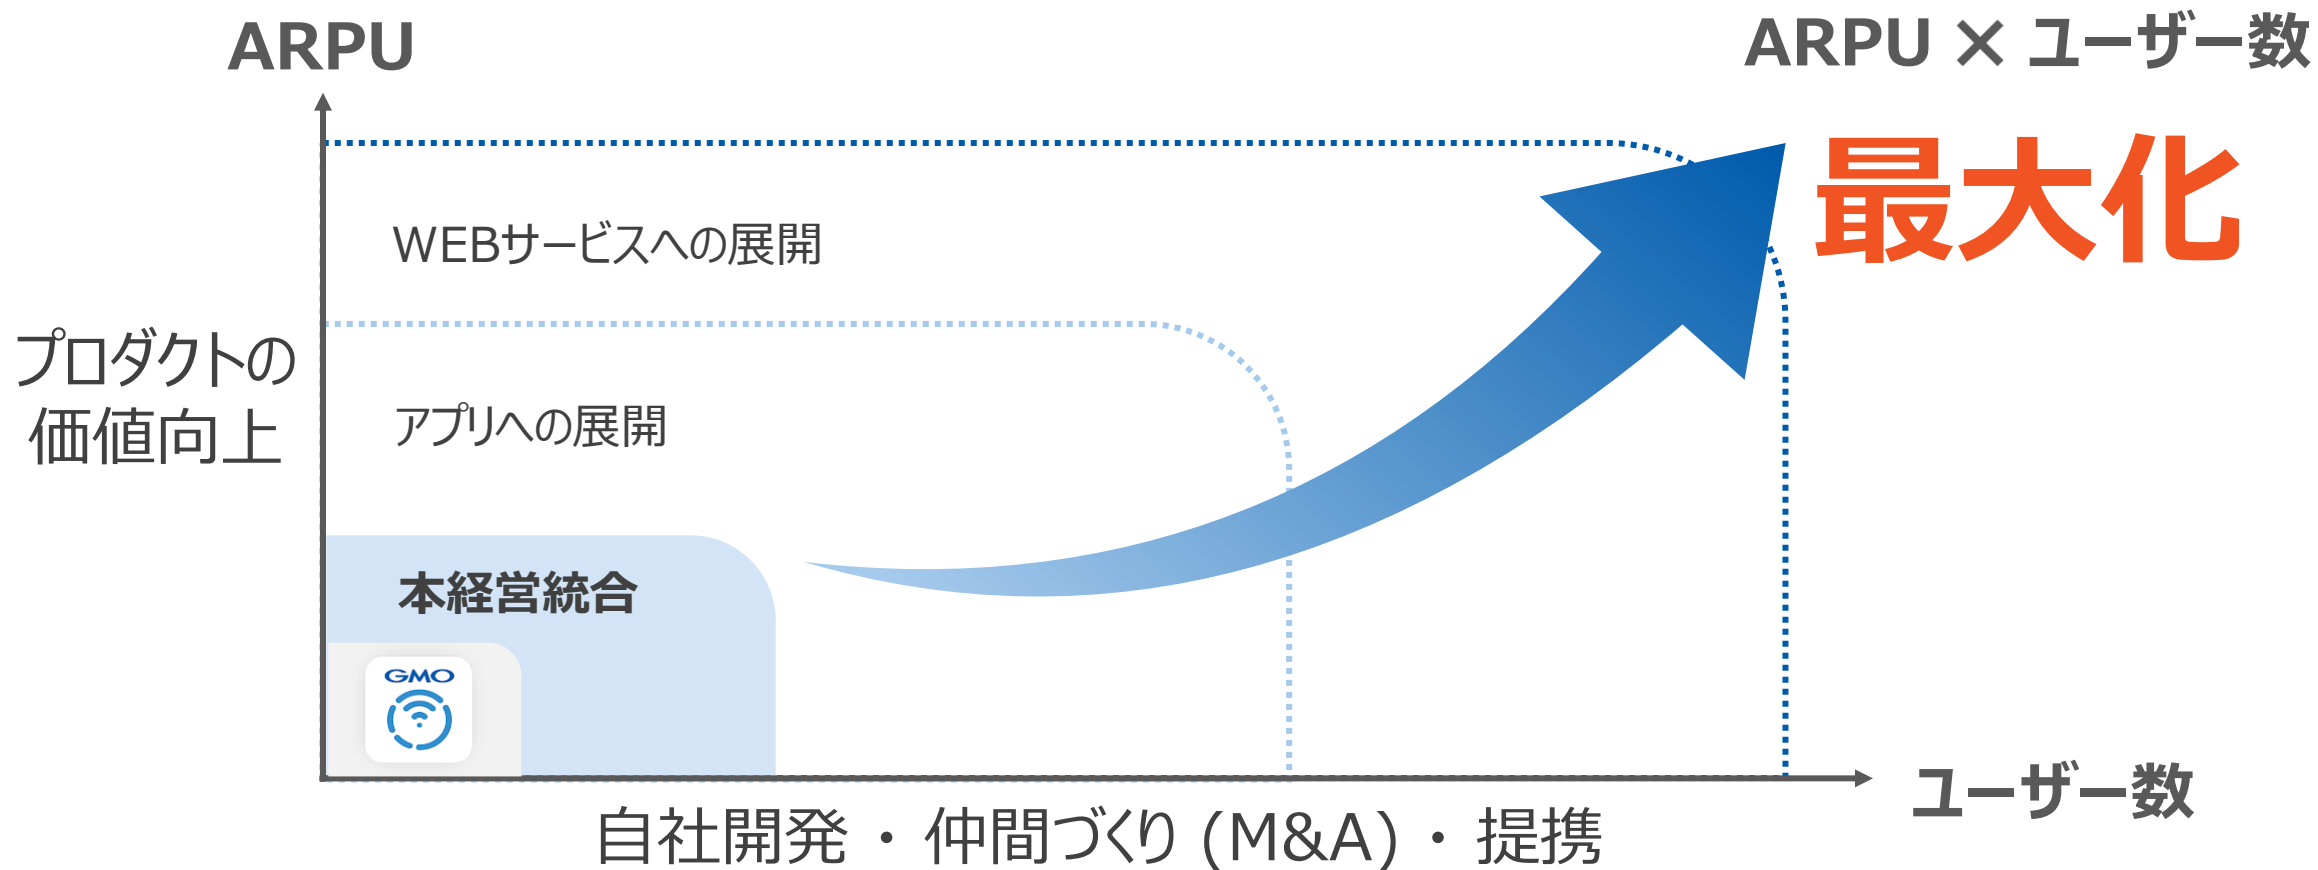 ARPU
ARPU × ユーザー数
最大化
WEBサービスへの展開
プロダクトの
価値向上
アプリへの展開
本経営統合
GMO
ユーザー数
自社開発・仲間づくり (M&A)・提携